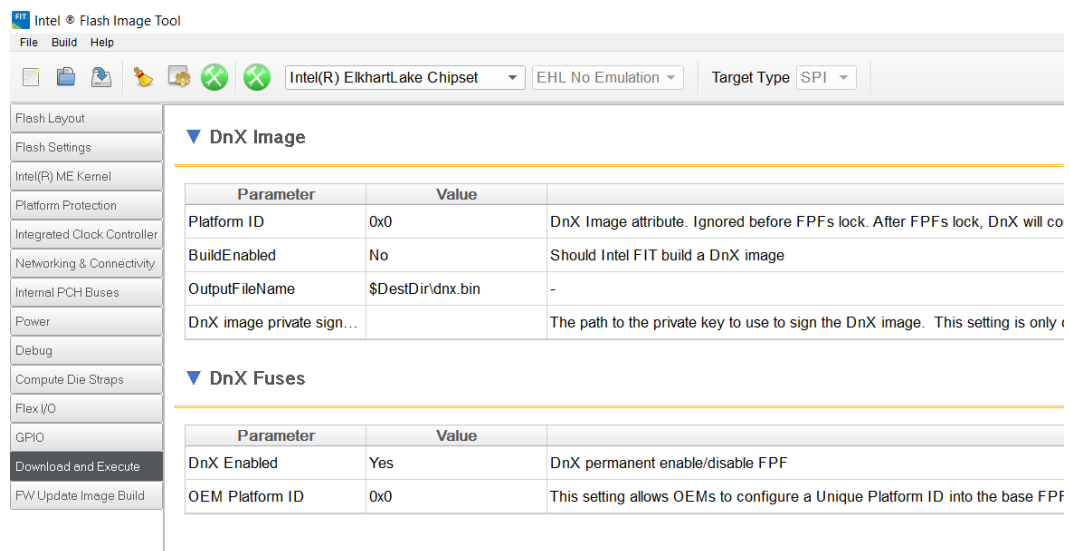 FIT Intel ® Flash Image Tool
File Build Help
Intel(R) ElkhartLake Chipset EHL No Emulation Target Type SPI
Flash Layout
Flash Settings
Intel(R) ME Kernel
Platform Protection
Integrated Clock Controller
Networking & Connectivity
Internal PCH Buses
Power
Debug
Compute Die Straps
Flex I/O
GPIO
Download and Execute
FW Update Image Build
DnX Image
Parameter Value
Platform ID 0x0 DnX Image attribute. Ignored before FPFs lock. After FPFs lock, DnX will co
BuildEnabled No Should Intel FIT build a DnX image
OutputFileName $DestDir\dnx.bin -
DnX image private sign... The path to the private key to use to sign the DnX image. This setting is only
DnX Fuses
Parameter Value
DnX Enabled Yes DnX permanent enable/disable FPF
OEM Platform ID 0x0 This setting allows OEMs to configure a Unique Platform ID into the base FPF